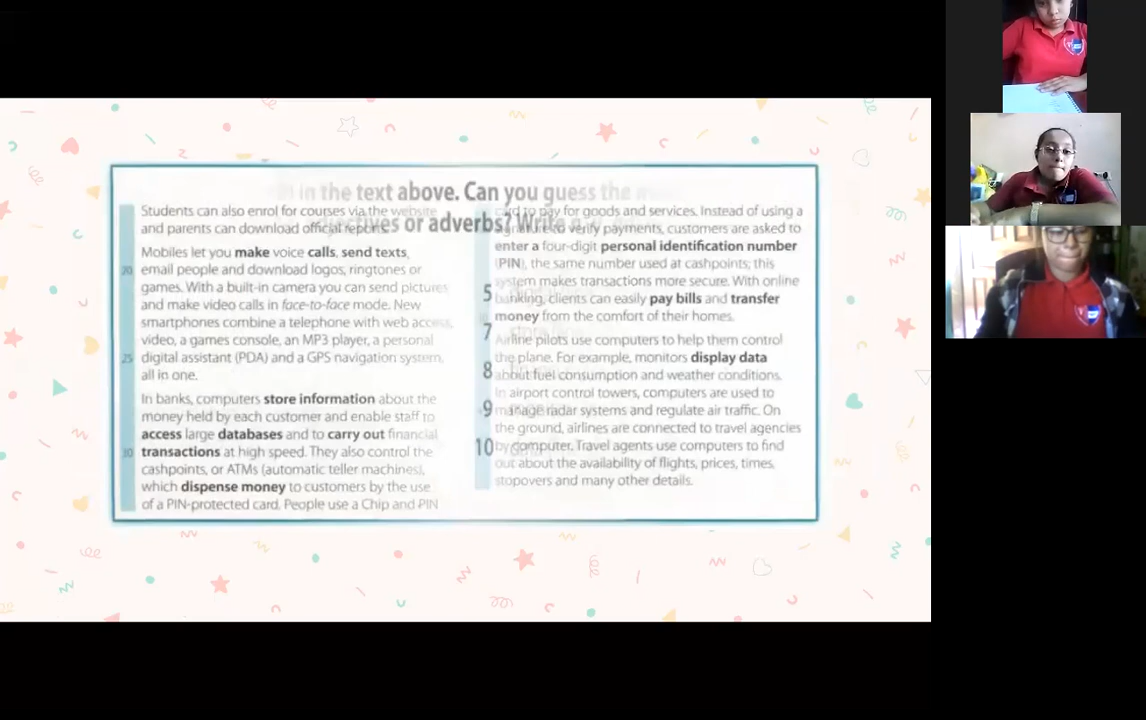 in the text above. Can you guess the
adjectives or adverbs? Write
Students can also enrol for courses via the website
and parents can download official reports.
Mobiles let you make voice calls, send texts,
20 email people and download logos, ringtones or
games. With a built-in camera you can send pictures
and make video calls in face-to-face mode. New
smartphones combine a telephone with web access,
video, a games console, an MP3 player, a personal
25 digital assistant (PDA) and a GPS navigation system,
all in one.
In banks, computers store information about the
money held by each customer and enable staff to
access large databases and to carry out financial
30 transactions at high speed. They also control the
cashpoints, or ATMs (automatic teller machines),
which dispense money to customers by the use
of a PIN-protected card. People use a Chip and PIN
card to pay for goods and services. Instead of using a
signature to verify payments, customers are asked to
enter a four-digit personal identification number
(PIN), the same number used at cashpoints; this
system makes transactions more secure. With online
banking, clients can easily pay bills and transfer
money from the comfort of their homes.
Airline pilots use computers to help them control
the plane. For example, monitors display data
about fuel consumption and weather conditions.
In airport control towers, computers are used to
manage radar systems and regulate air traffic. On
the ground, airlines are connected to travel agencies
by computer. Travel agents use computers to find
out about the availability of flights, prices, times,
stopovers and many other details.
5
7
8
9
10